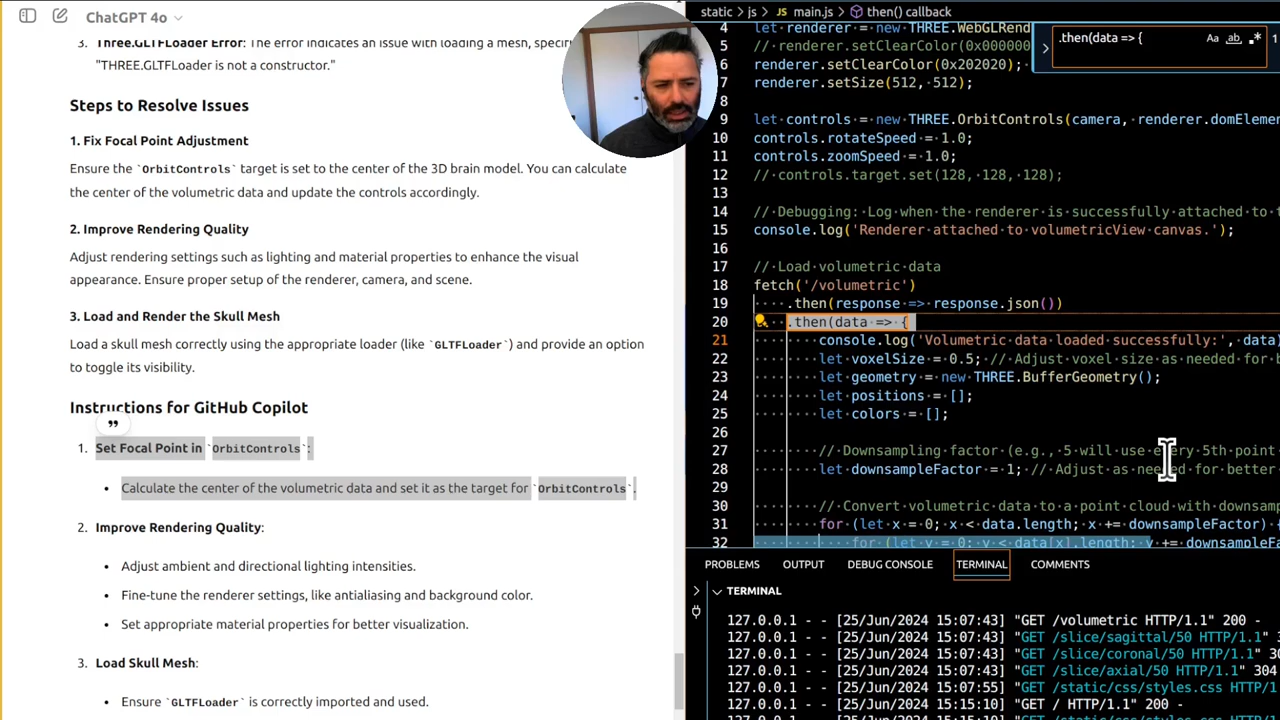 ChatGPT 4o
3. Three.GLTFLoader Error: The error indicates an issue with loading a mesh, speci
"THREE.GLTFLoader is not a constructor."
Steps to Resolve Issues
1. Fix Focal Point Adjustment
Ensure the `OrbitControls` target is set to the center of the 3D brain model. You can calculate
the center of the volumetric data and update the controls accordingly.
2. Improve Rendering Quality
Adjust rendering settings such as lighting and material properties to enhance the visual
appearance. Ensure proper setup of the renderer, camera, and scene.
3. Load and Render the Skull Mesh
Load a skull mesh correctly using the appropriate loader (like `GLTFLoader`) and provide an option
to toggle its visibility.
Instructions for GitHub Copilot
1. Set Focal Point in `OrbitControls`:
• Calculate the center of the volumetric data and set it as the target for `OrbitControls`.
2. Improve Rendering Quality:
• Adjust ambient and directional lighting intensities.
• Fine-tune the renderer settings, like antialiasing and background color.
• Set appropriate material properties for better visualization.
3. Load Skull Mesh:
• Ensure `GLTFLoader` is correctly imported and used.
static > js > main.js > then() callback
.then(data => {
Aa ab .*
1
4 let renderer = new THREE.WebGLRend
5 // renderer.setClearColor(0x000000
6 renderer.setClearColor(0x202020);
7 renderer.setSize(512, 512);
8
9 let controls = new THREE.OrbitControls(camera, renderer.domEleme
10 controls.rotateSpeed = 1.0;
11 controls.zoomSpeed = 1.0;
12 // controls.target.set(128, 128, 128);
13
14 // Debugging: Log when the renderer is successfully attached to t
15 console.log('Renderer attached to volumetricView canvas.');
16
17 // Load volumetric data
18 fetch('/volumetric')
19 .then(response => response.json())
20 .then(data => {
21 console.log('Volumetric data loaded successfully:', data)
22 let voxelSize = 0.5; // Adjust voxel size as needed for b
23 let geometry = new THREE.BufferGeometry();
24 let positions = [];
25 let colors = [];
26
27 // Downsampling factor (e.g., 5 will use every 5th point
28 let downsampleFactor = 1; // Adjust as needed for better
29
30 // Convert volumetric data to a point cloud with downsamp
31 for (let x = 0; x < data.length; x += downsampleFactor) {
32 for (let y = 0; y < data[x].length; y += downsampleFa
PROBLEMS OUTPUT DEBUG CONSOLE TERMINAL COMMENTS
TERMINAL
127.0.0.1 - - [25/Jun/2024 15:07:43] "GET /volumetric HTTP/1.1" 200 -
127.0.0.1 - - [25/Jun/2024 15:07:43] "GET /slice/sagittal/50 HTTP/1.1" 3
127.0.0.1 - - [25/Jun/2024 15:07:43] "GET /slice/coronal/50 HTTP/1.1" 30
127.0.0.1 - - [25/Jun/2024 15:07:43] "GET /slice/axial/50 HTTP/1.1" 304
127.0.0.1 - - [25/Jun/2024 15:07:55] "GET /static/css/styles.css HTTP/1
127.0.0.1 - - [25/Jun/2024 15:15:10] "GET / HTTP/1.1" 200 -